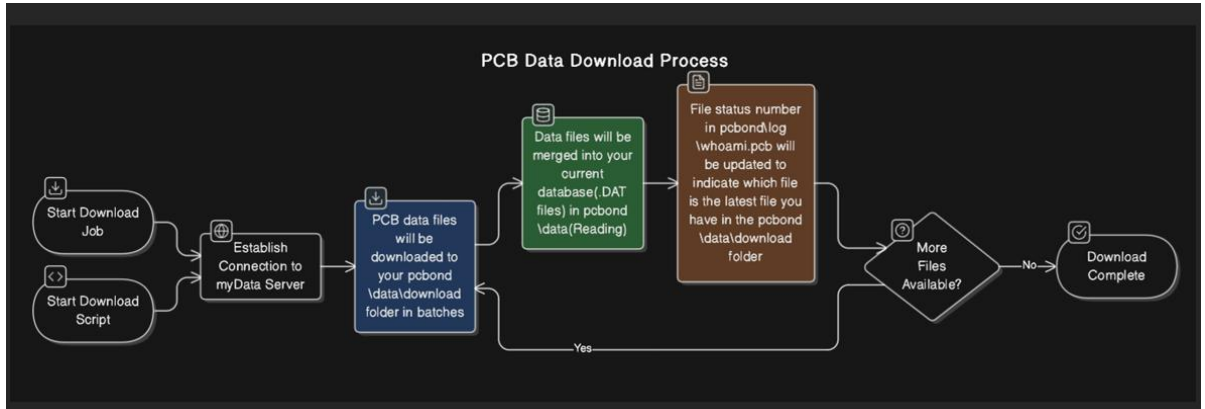 PCB Data Download Process
Start Download
Job
Start Download
Script
Establish
Connection to
myData Server
PCB data files
will be
downloaded to
your pcbond
\data\download
folder in batches
Data files will be
merged into your
current
database(.DAT
files) in pcbond
\data(Reading)
File status number
in pcbond\log
\whoami.pcb will
be updated to
indicate which file
is the latest file you
have in the pcbond
\data\download
folder
More
Files
Available?
Yes
No
Download
Complete